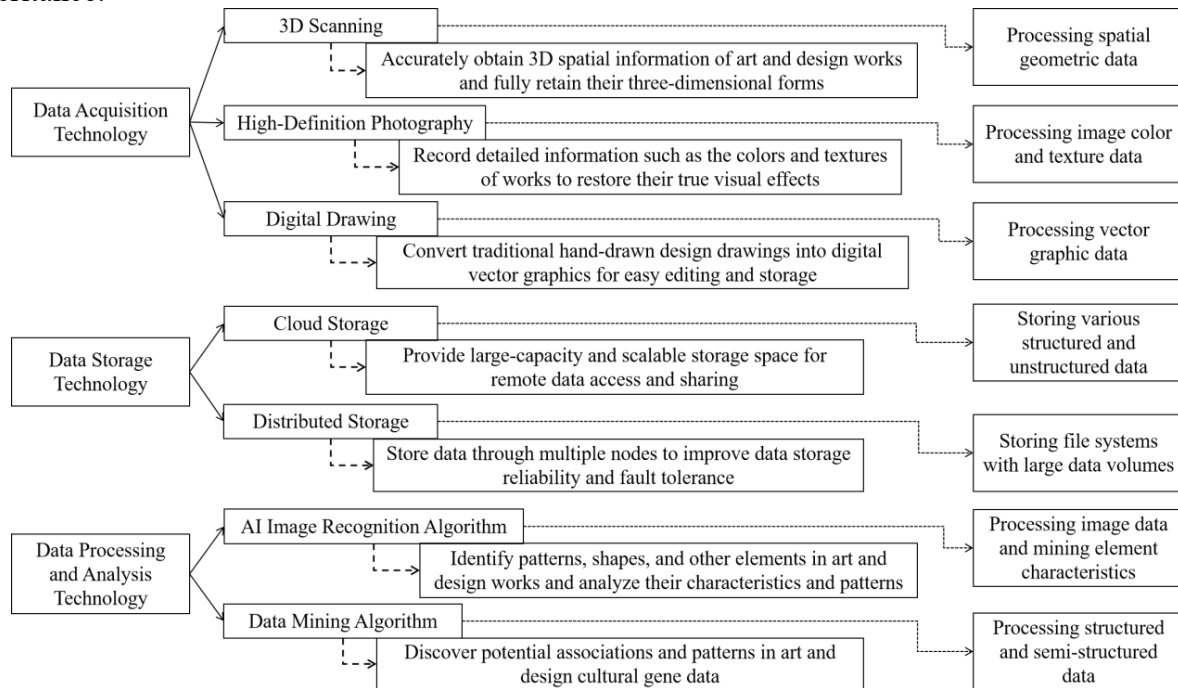 3D Scanning
Accurately obtain 3D spatial information of art and design works
and fully retain their three-dimensional forms
Processing spatial
geometric data
Data Acquisition
Technology
High-Definition Photography
Record detailed information such as the colors and textures
of works to restore their true visual effects
Processing image color
and texture data
Digital Drawing
Convert traditional hand-drawn design drawings into digital
vector graphics for easy editing and storage
Processing vector
graphic data
Data Storage
Technology
Cloud Storage
Provide large-capacity and scalable storage space for
remote data access and sharing
Storing various
structured and
unstructured data
Distributed Storage
Store data through multiple nodes to improve data storage
reliability and fault tolerance
Storing file systems
with large data volumes
Data Processing
and Analysis
Technology
AI Image Recognition Algorithm
Identify patterns, shapes, and other elements in art and
design works and analyze their characteristics and patterns
Processing image data
and mining element
characteristics
Data Mining Algorithm
Discover potential associations and patterns in art and
design cultural gene data
Processing structured
and semi-structured
data